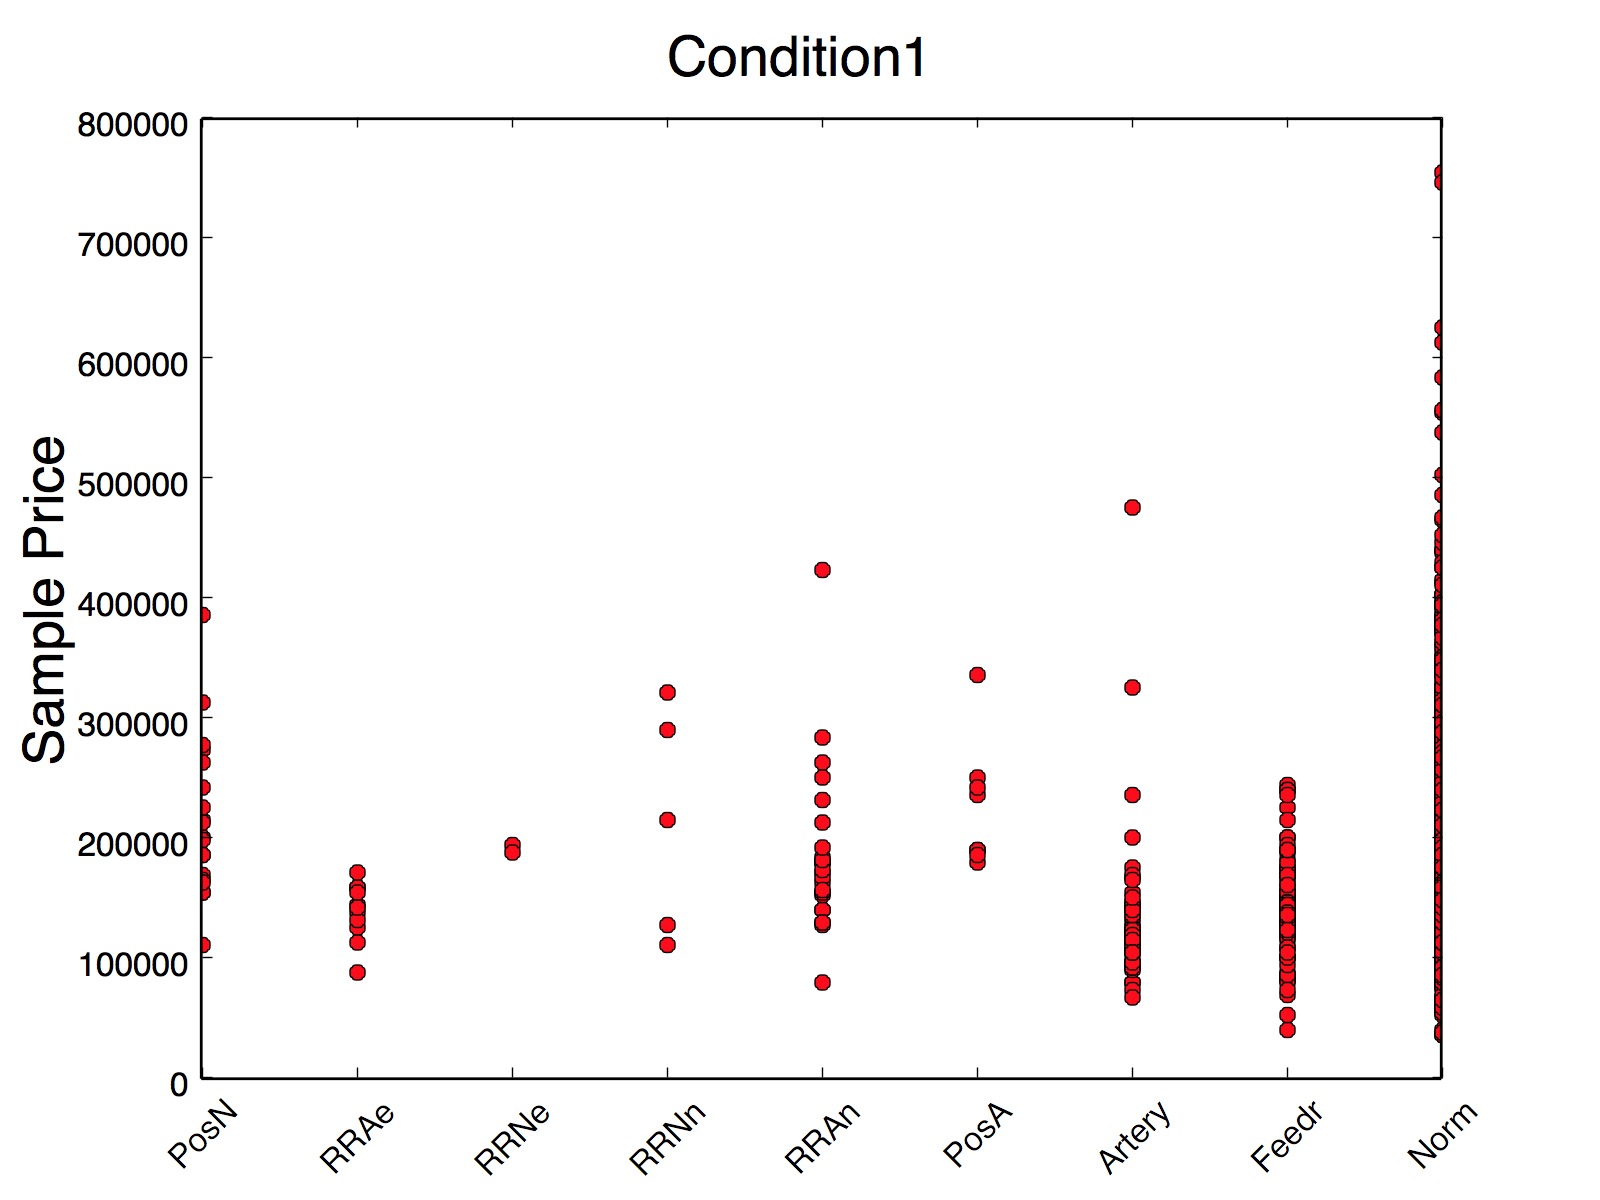 Condition1
Sample Price
800000
700000
600000
500000
400000
300000
200000
100000
0
PosN
RRAe
RRNe
RRNn
RRAn
PosA
Artery
Feedr
Norm